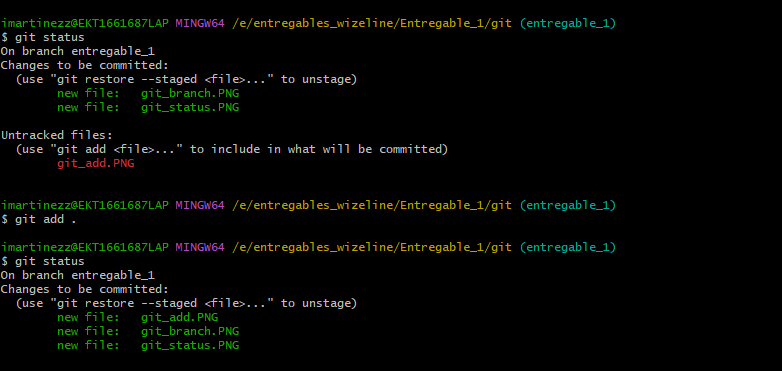 imartinezz@EKT1661687LAP MINGW64 /e/entregables_wizeline/Entregable_1/git (entregable_1)
$ git status
On branch entregable_1
Changes to be committed:
  (use "git restore --staged <file>..." to unstage)
        new file:   git_branch.PNG
        new file:   git_status.PNG

Untracked files:
  (use "git add <file>..." to include in what will be committed)
        git_add.PNG


imartinezz@EKT1661687LAP MINGW64 /e/entregables_wizeline/Entregable_1/git (entregable_1)
$ git add .

imartinezz@EKT1661687LAP MINGW64 /e/entregables_wizeline/Entregable_1/git (entregable_1)
$ git status
On branch entregable_1
Changes to be committed:
  (use "git restore --staged <file>..." to unstage)
        new file:   git_add.PNG
        new file:   git_branch.PNG
        new file:   git_status.PNG